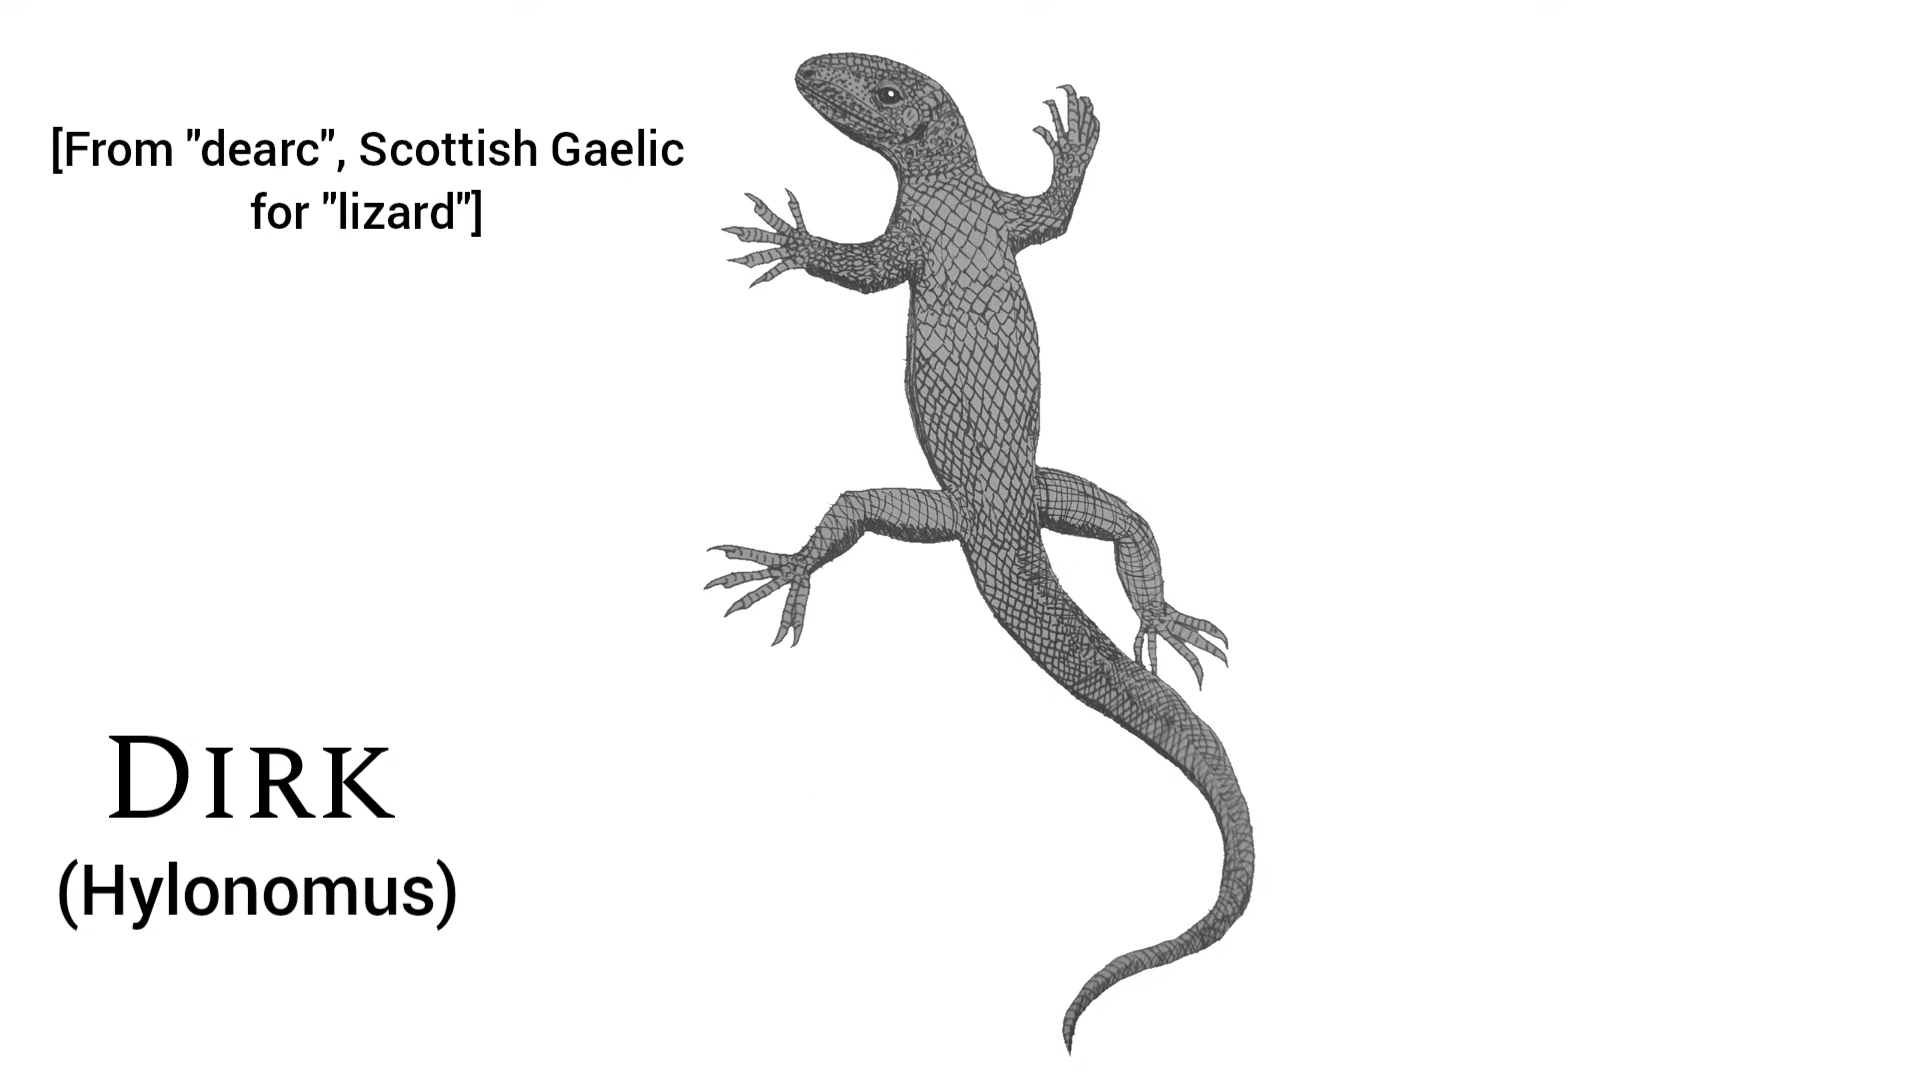 [From "dearc", Scottish Gaelic
for "lizard"]
DIRK
(Hylonomus)